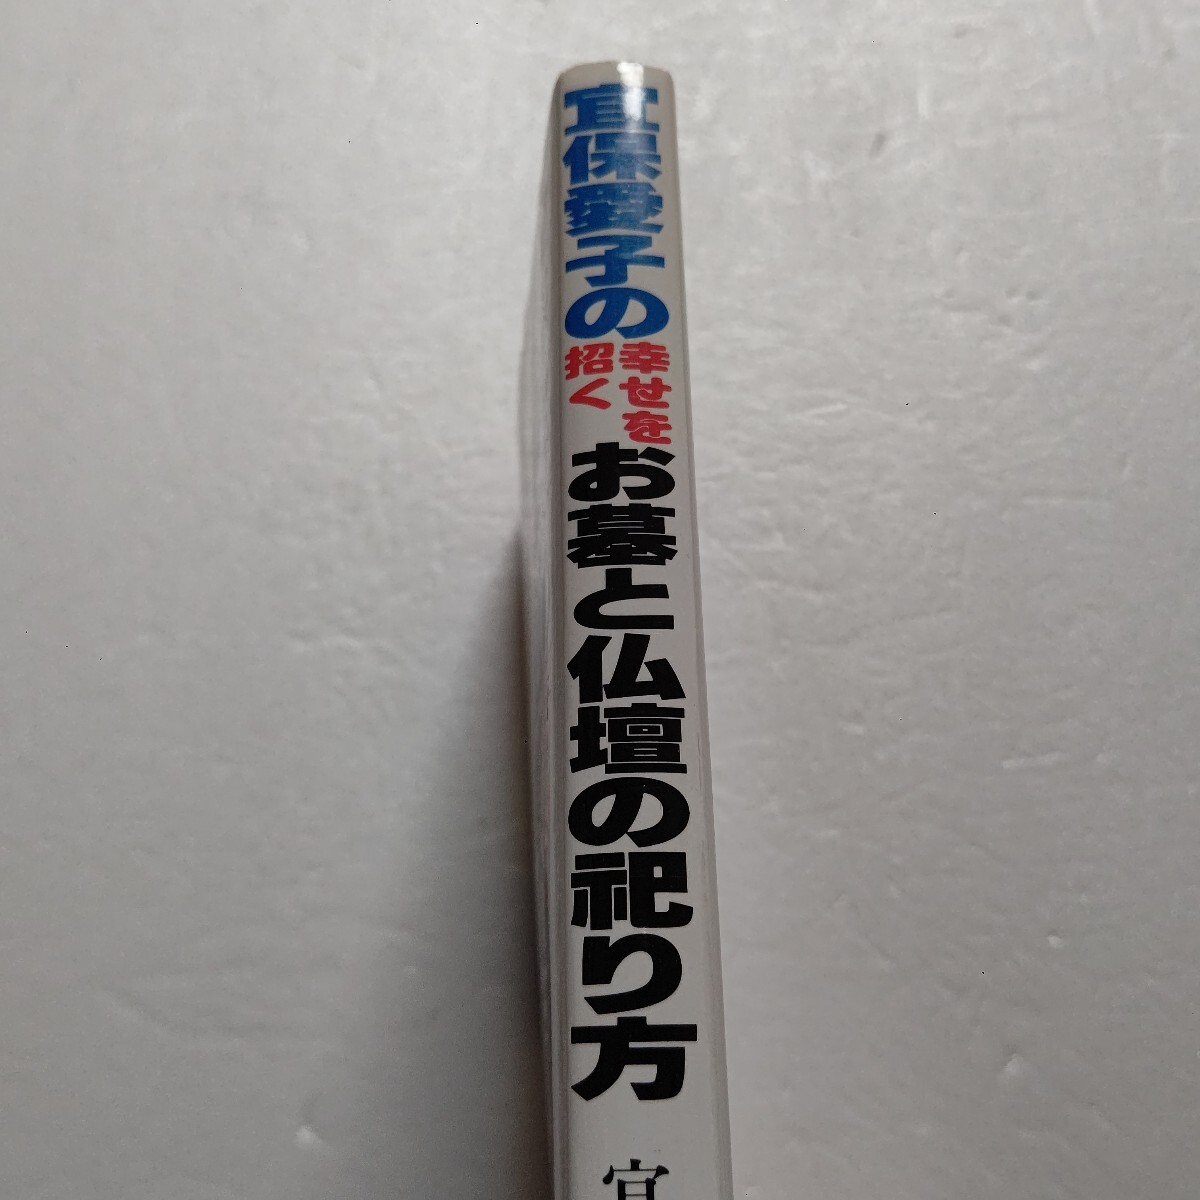 宜保愛子の
幸せを
招く
お墓と仏壇の祀り方
宜